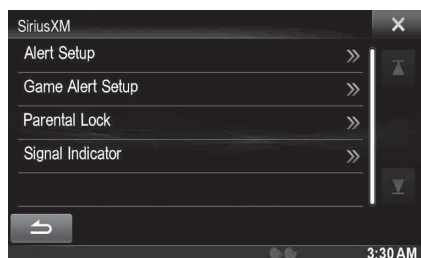 SiriusXM
Alert Setup
Game Alert Setup
Parental Lock
Signal Indicator
3:30 AM